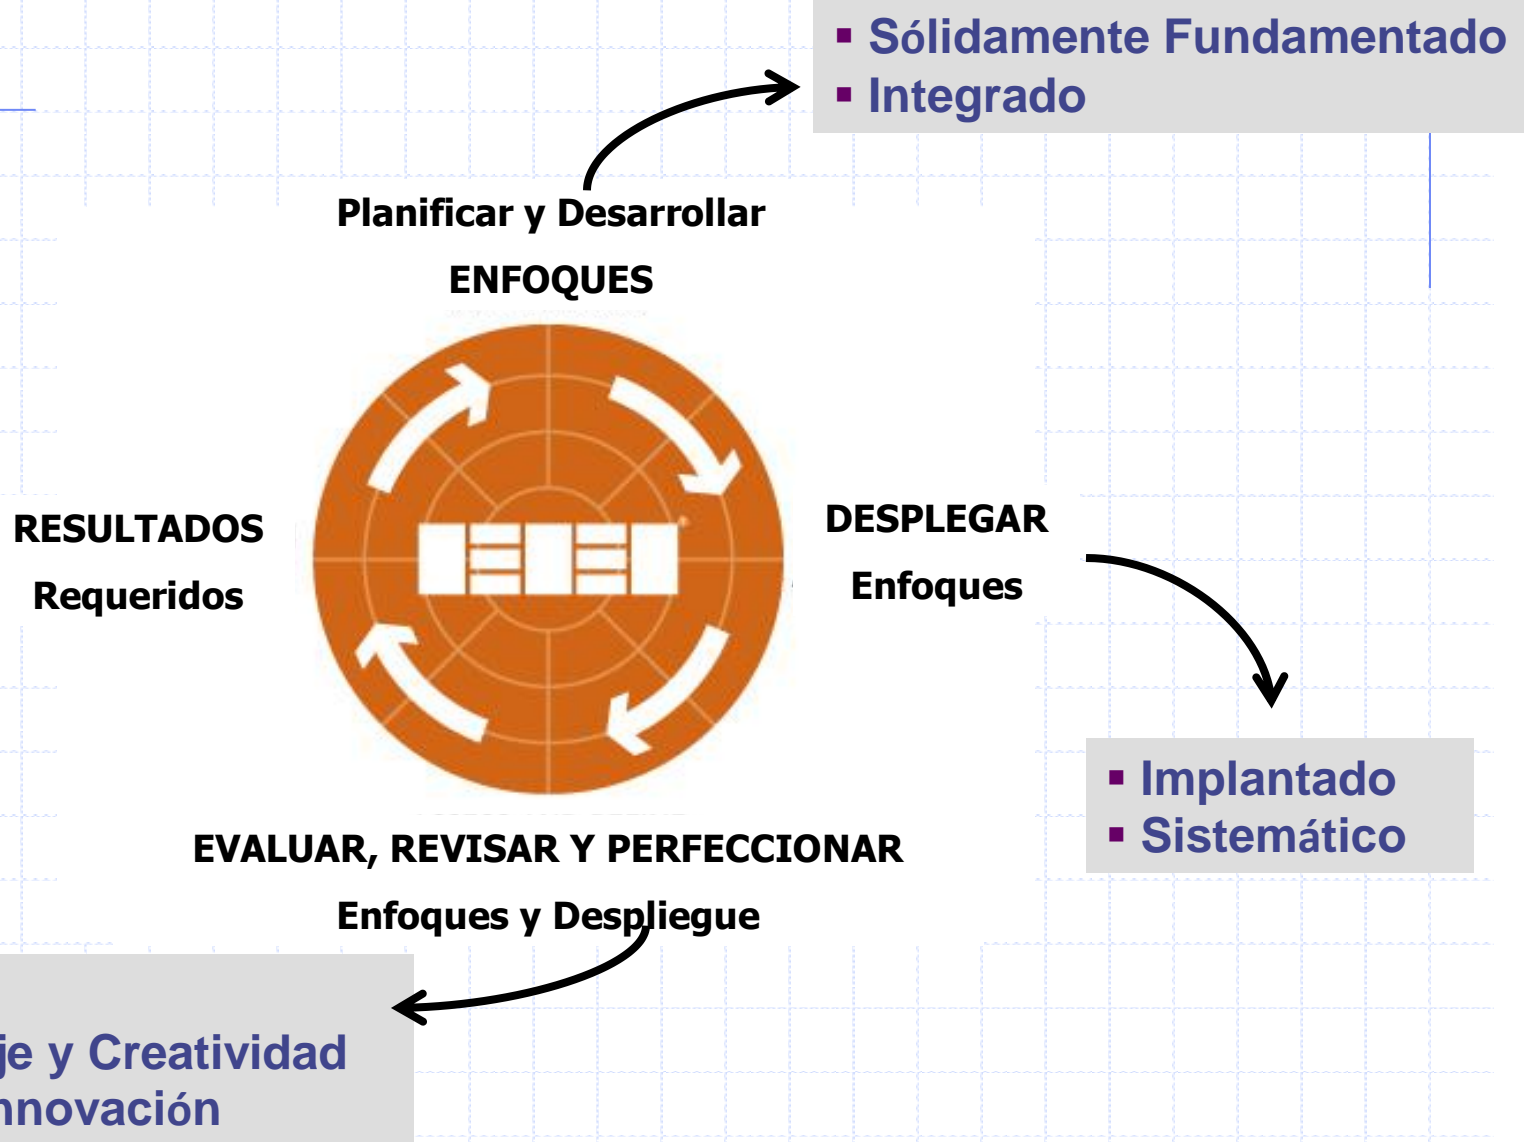 ▪ Sólidamente Fundamentado
▪ Integrado
Planificar y Desarrollar
ENFOQUES
RESULTADOS
Requeridos
DESPLEGAR
Enfoques
▪ Implantado
▪ Sistemático
EVALUAR, REVISAR Y PERFECCIONAR
Enfoques y Despliegue
je y Creatividad
nnovación